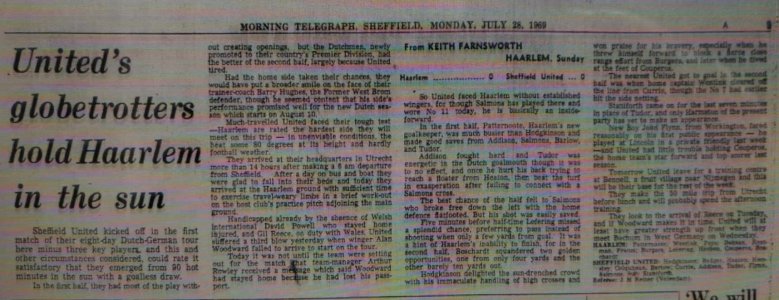 MORNING TELEGRAPH, SHEFFIELD, MONDAY, JULY 28, 1969
A
United's
globetrotters
hold Haarlem
in the sun
Sheffield United kicked off in the first
match of their eight-day Dutch-German tour
here minus three key players, and this and
other circumstances considered, could rate it
satisfactory that they emerged from 90 hot
minutes in the sun with a goalless draw.
In the first half, they had most of the play with-
out creating openings, but the Dutchmen, newly
promoted to their country's Premier Division, had
the better of the second half, largely because United
tired.
Had the home side taken their chances, they
would have put a broader smile on the face of their
trainer-coach Barry Hughes, the former West Brom
defender, though he seemed content that his side's
performance promised well for the new Dutch sea-
son which starts on August 10.
Much-travelled United faced their tough test
—Haarlem are rated the hardest side they will
meet on this trip — in unenviable conditions, the
heat some 80 degrees at its height and hardly
football weather.
They arrived at their headquarters in Utrecht
more than 14 hours after making a 6 am departure
from Sheffield. After a day on bus and boat they
were glad to fall into their beds and today they
arrived at the Haarlem ground with sufficient time
to exercise travel-weary limbs in a brief workout
on the host club's practice pitch adjoining the main
ground.
Handicapped already by the absence of Welsh
International David Powell, who stayed home
injured, and Gil Reece, on duty with Wales, United
suffered a third blow yesterday when winger Alan
Woodward failed to arrive to start on the tour.
Today it was not until the team were setting
out for the match that team-manager Arthur
Rowley received a message which said Woodward
had stayed home because he had lost his pass-
port.
From KEITH FARNSWORTH
HAARLEM, Sunday
Haarlem ............... 0 Sheffield United ... 0
So United faced Haarlem without established
wingers, for though Salmons has played there and
wore No 11 today, he is basically an inside-
forward.
In the first half, Patternoote, Haarlem's new
goalkeeper, was much busier than Hodgkinson and
made good saves from Addison, Salmons, Barlow,
and Tudor.
Addison fought hard and Tudor was
energetic in the Dutch goalmouth though it was
to no effect, and once he hurt his back trying to
reach a floater from Heaton, then beat the turf
in exasperation after failing to connect with a
Salmons cross.
The best chance of the half fell to Salmons
who broke free down the left with the home
defence flatfooted. But his shot was easily saved.
Five minutes before halftime Lefering missed
a splendid chance, preferring to pass instead of
shooting when only a few yards from goal. It was
a hint of Haarlem's inability to finish, for in the
second half, Bouckhart squandered two golden
opportunities, one from only four yards and the
other barely ten yards out.
Hodgkinson delighted the sun-drenched crowd
with his immaculate handling of high crosses and
won praise for his bravery, especially when he
threw himself forward to block a fierce close
range effort from Burgers, and later when he dived
at the feet of Couperus.
The nearest United got to goal in the second
half was when home captain cleared off
the line from Currie, though the No 7 had earlier
hit the side netting.
Staniforth came on for the last seven minutes
in place of Tudor, and only Harmston of the present
party has yet to make an appearance.
New Boy John Flynn, from Workington, fared
reasonably on his first public appearance — he
played at Lincoln in a private friendly last week
—and United had little trouble holding Couperus,
the home team's star forward and top scorer last
season.
Tomorrow United leave for a training centre
at a fruit village near Nijmegen and this
will be their base for the rest of the week.
They make the 50 mile trip from Utrecht
before lunch and will probably spend the afternoon
training.
They look to the arrival of Reece on Tuesday,
and if Woodward makes it in time, United will at
least have greater strength up front when they
meet in West Germany on Wednesday.
HAARLEM:
SHEFFIELD UNITED: Hodgkinson; Badger, Heaton,
Currie, Addison, Tudor,
Salmons. Sub: Staniforth.
'We will